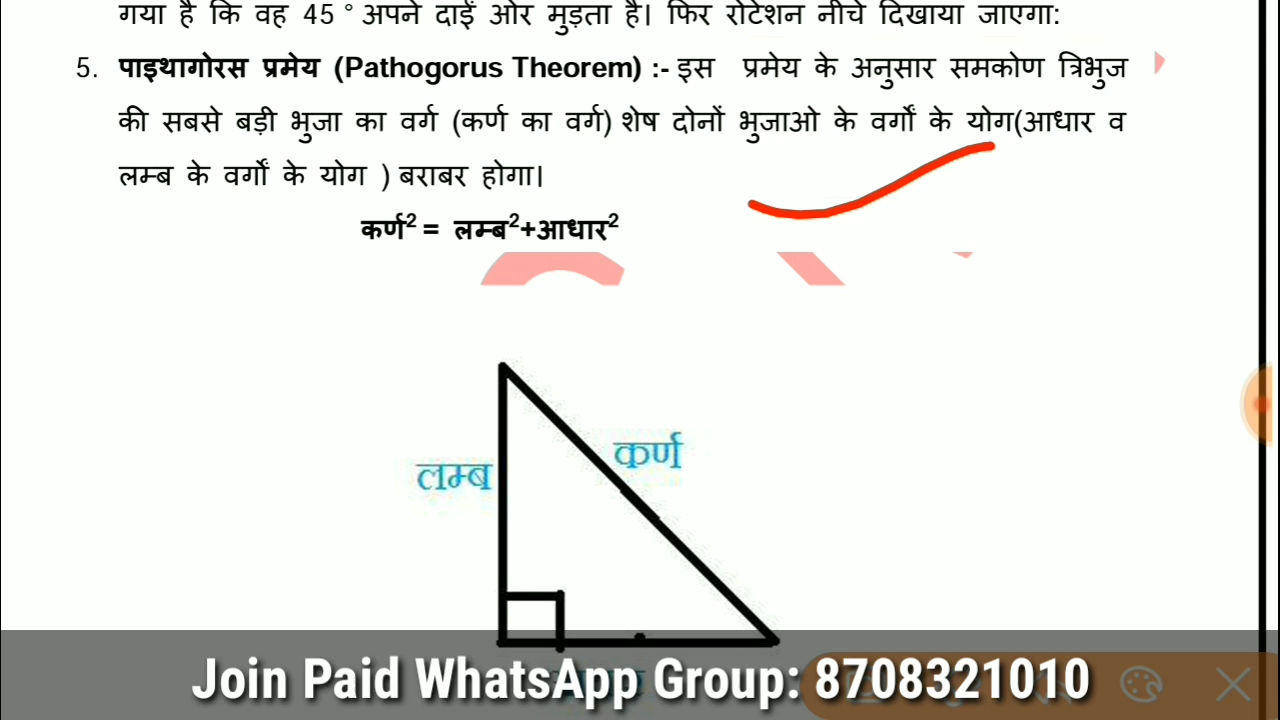 गया है कि वह 45 ° अपने दाईं ओर मुड़ता है। फिर रोटेशन नीचे दिखाया जाएगा:
5. पाइथागोरस प्रमेय (Pathogorus Theorem) :- इस प्रमेय के अनुसार समकोण त्रिभुज
की सबसे बड़ी भुजा का वर्ग (कर्ण का वर्ग) शेष दोनों भुजाओ के वर्गों के योग(आधार व
लम्ब के वर्गों के योग ) बराबर होगा।
कर्ण² = लम्ब²+आधार²
कर्ण
लम्ब
Join Paid WhatsApp Group: 8708321010